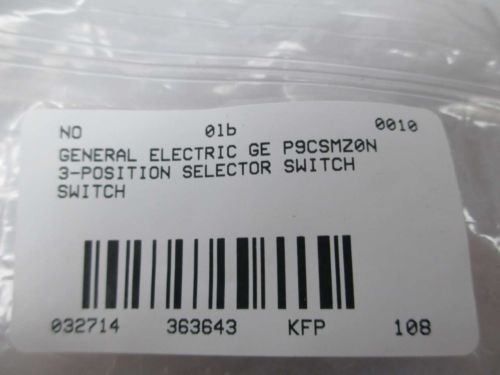 NO 01b 0010
GENERAL ELECTRIC GE P9CSMZ0N
3-POSITION SELECTOR SWITCH
SWITCH
032714 363643 KFP 108